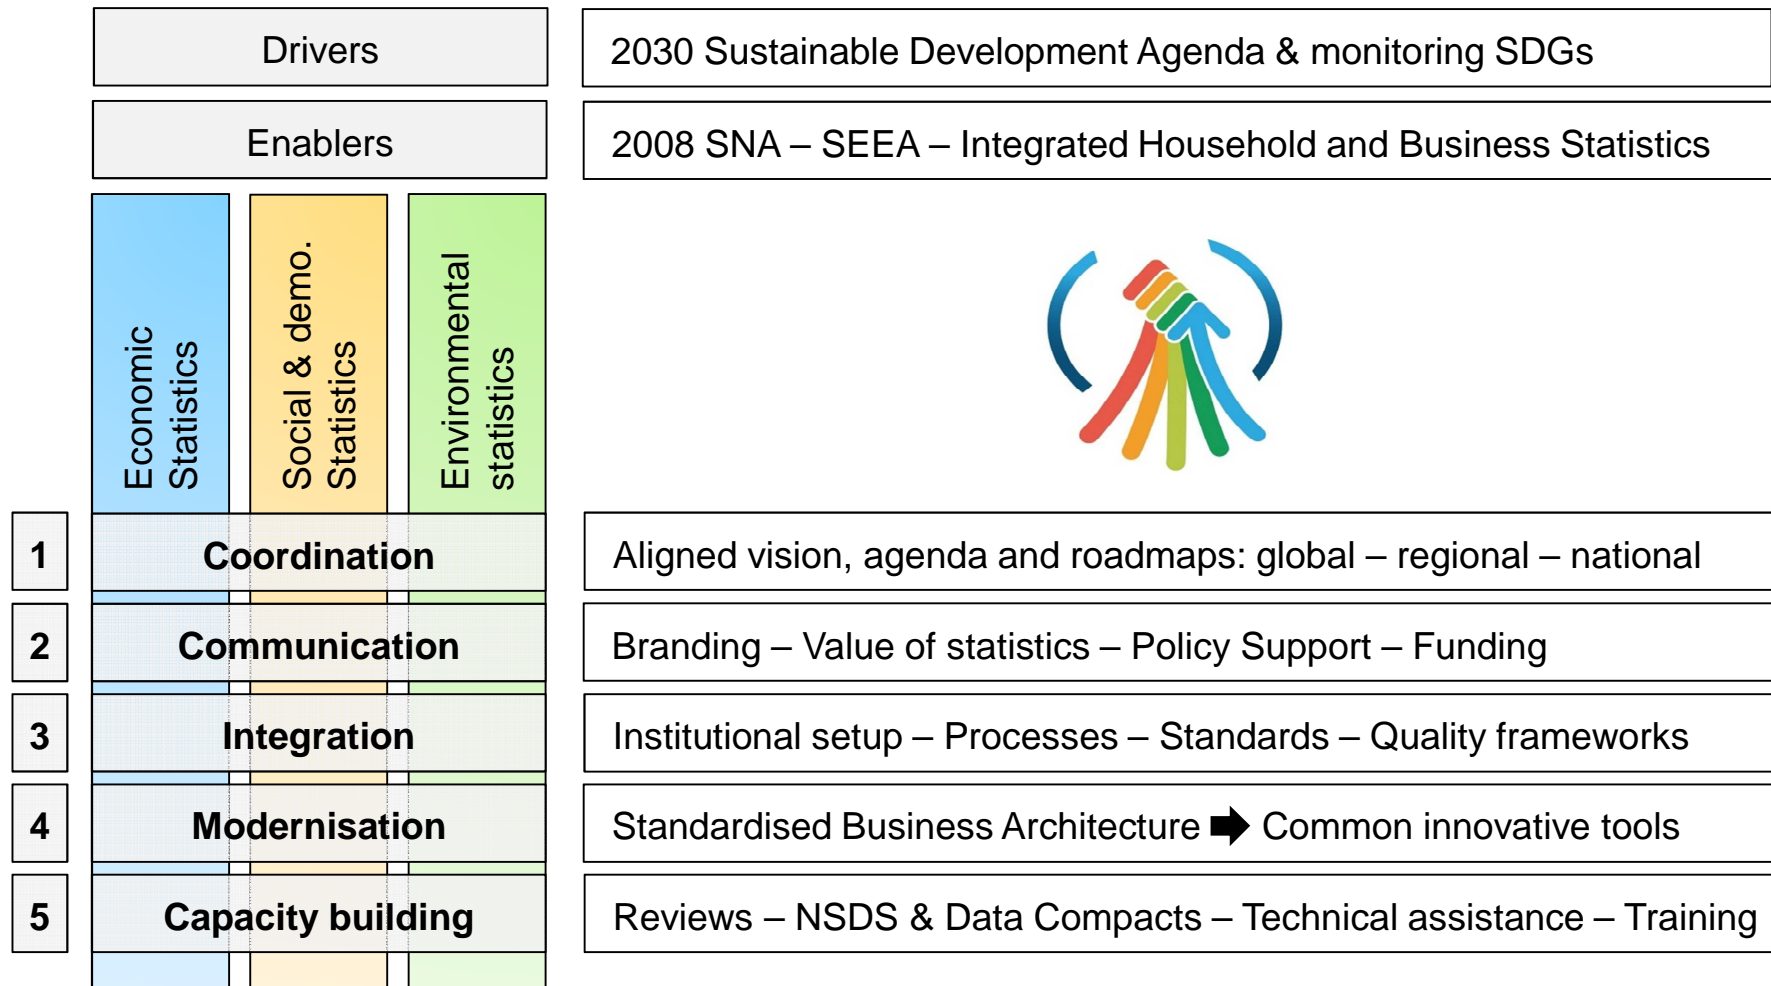 Drivers
2030 Sustainable Development Agenda & monitoring SDGs
Enablers
2008 SNA – SEEA – Integrated Household and Business Statistics
Economic
Statistics
Social & demo.
Statistics
Environmental
statistics
1
Coordination
Aligned vision, agenda and roadmaps: global – regional – national
2
Communication
Branding – Value of statistics – Policy Support – Funding
3
Integration
Institutional setup – Processes – Standards – Quality frameworks
4
Modernisation
Standardised Business Architecture ➡ Common innovative tools
5
Capacity building
Reviews – NSDS & Data Compacts – Technical assistance – Training